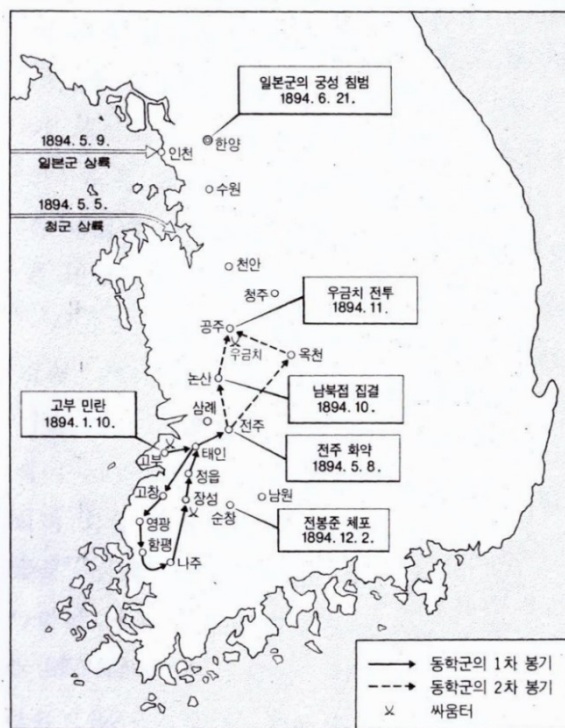 일본군의 궁성 침범
1894. 6. 21.
한양
1894. 5. 9.
일본군 상륙
인천
수원
1894. 5. 5.
청군 상륙
천안
청주
우금치 전투
1894. 11.
공주
우금치
옥천
논산
남북접 집결
1894. 10.
고부 민란
1894. 1. 10.
삼례
전주
전주 화약
1894. 5. 8.
고부
태인
정읍
고창
장성
남원
순창
전봉준 체포
1894. 12. 2.
영광
함평
나주
동학군의 1차 봉기
동학군의 2차 봉기
싸움터